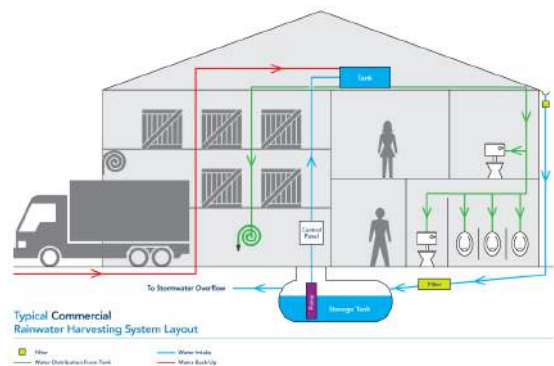 Tank
Control
Panel
To Stormwater Overflow
Pump
Storage Tank
Filter
Typical Commercial
Rainwater Harvesting System Layout
Filter
Water Intake
Water Distribution From Tank
Mains Back-Up